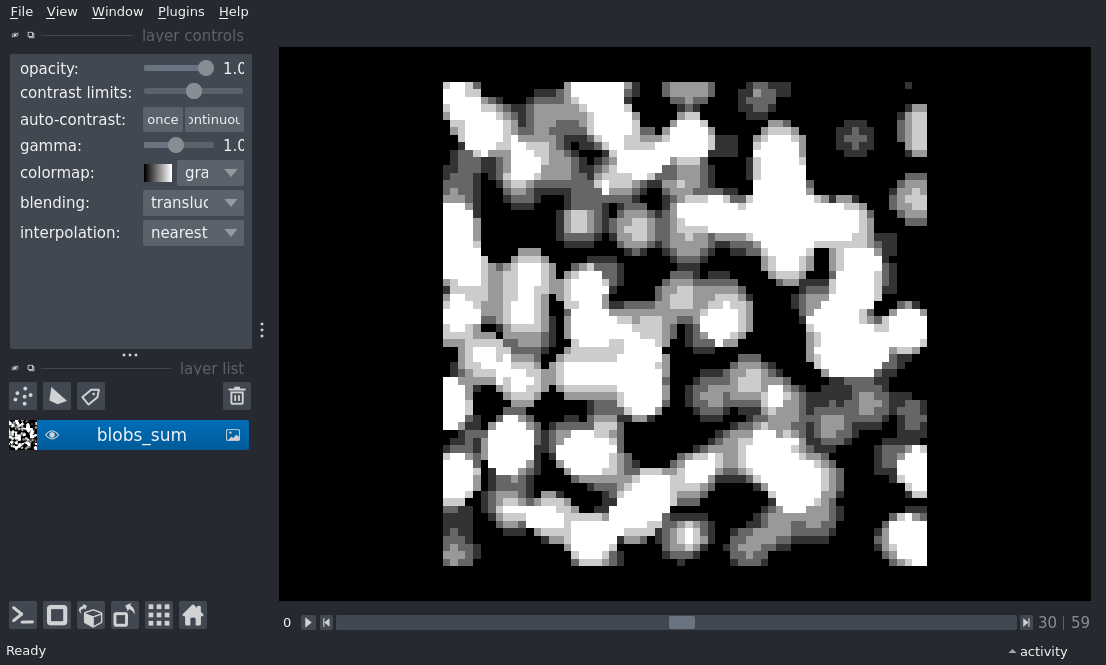 File View Window Plugins Help
layer controls
opacity: 1.0
contrast limits:
auto-contrast: once ontinuou
gamma: 1.0
colormap: gra
blending: transluc
interpolation: nearest
layer list
blobs_sum
0 30 | 59
Ready activity